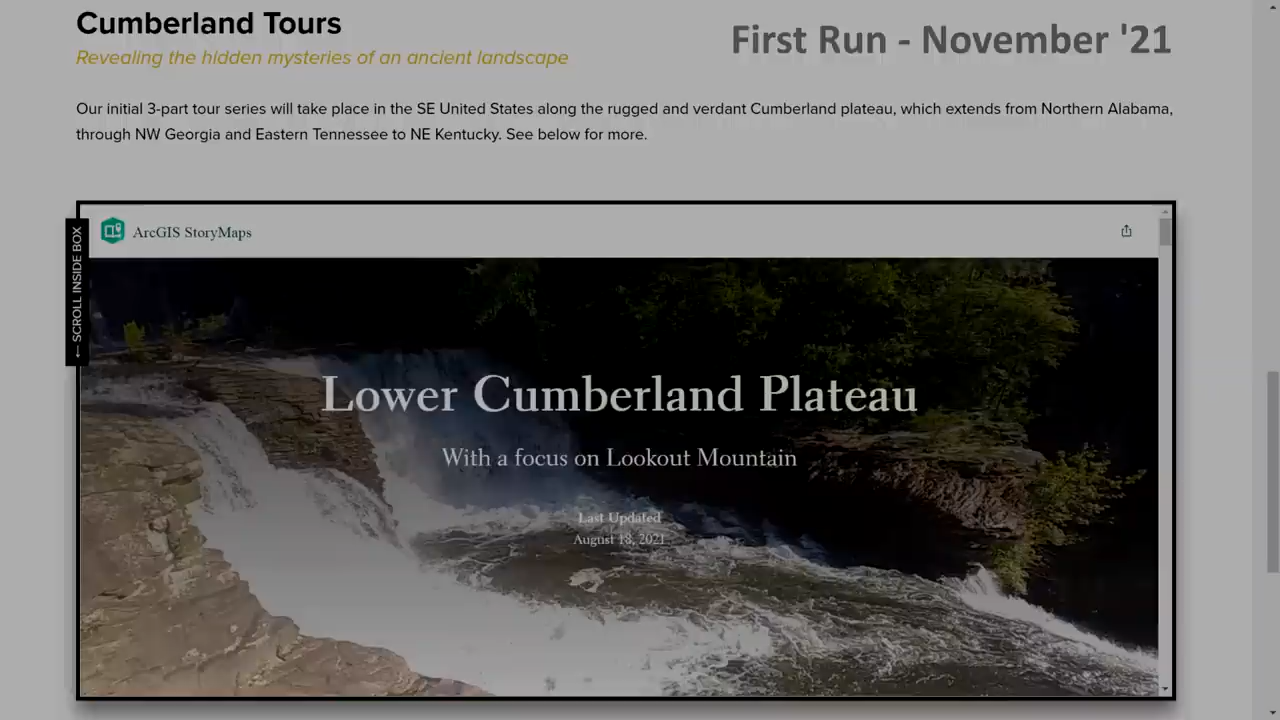 Cumberland Tours
First Run - November '21
Revealing the hidden mysteries of an ancient landscape
Our initial 3-part tour series will take place in the SE United States along the rugged and verdant Cumberland plateau, which extends from Northern Alabama,
through NW Georgia and Eastern Tennessee to NE Kentucky. See below for more.
← SCROLL INSIDE BOX
ArcGIS StoryMaps
Lower Cumberland Plateau
With a focus on Lookout Mountain
Last Updated
August 18, 2021